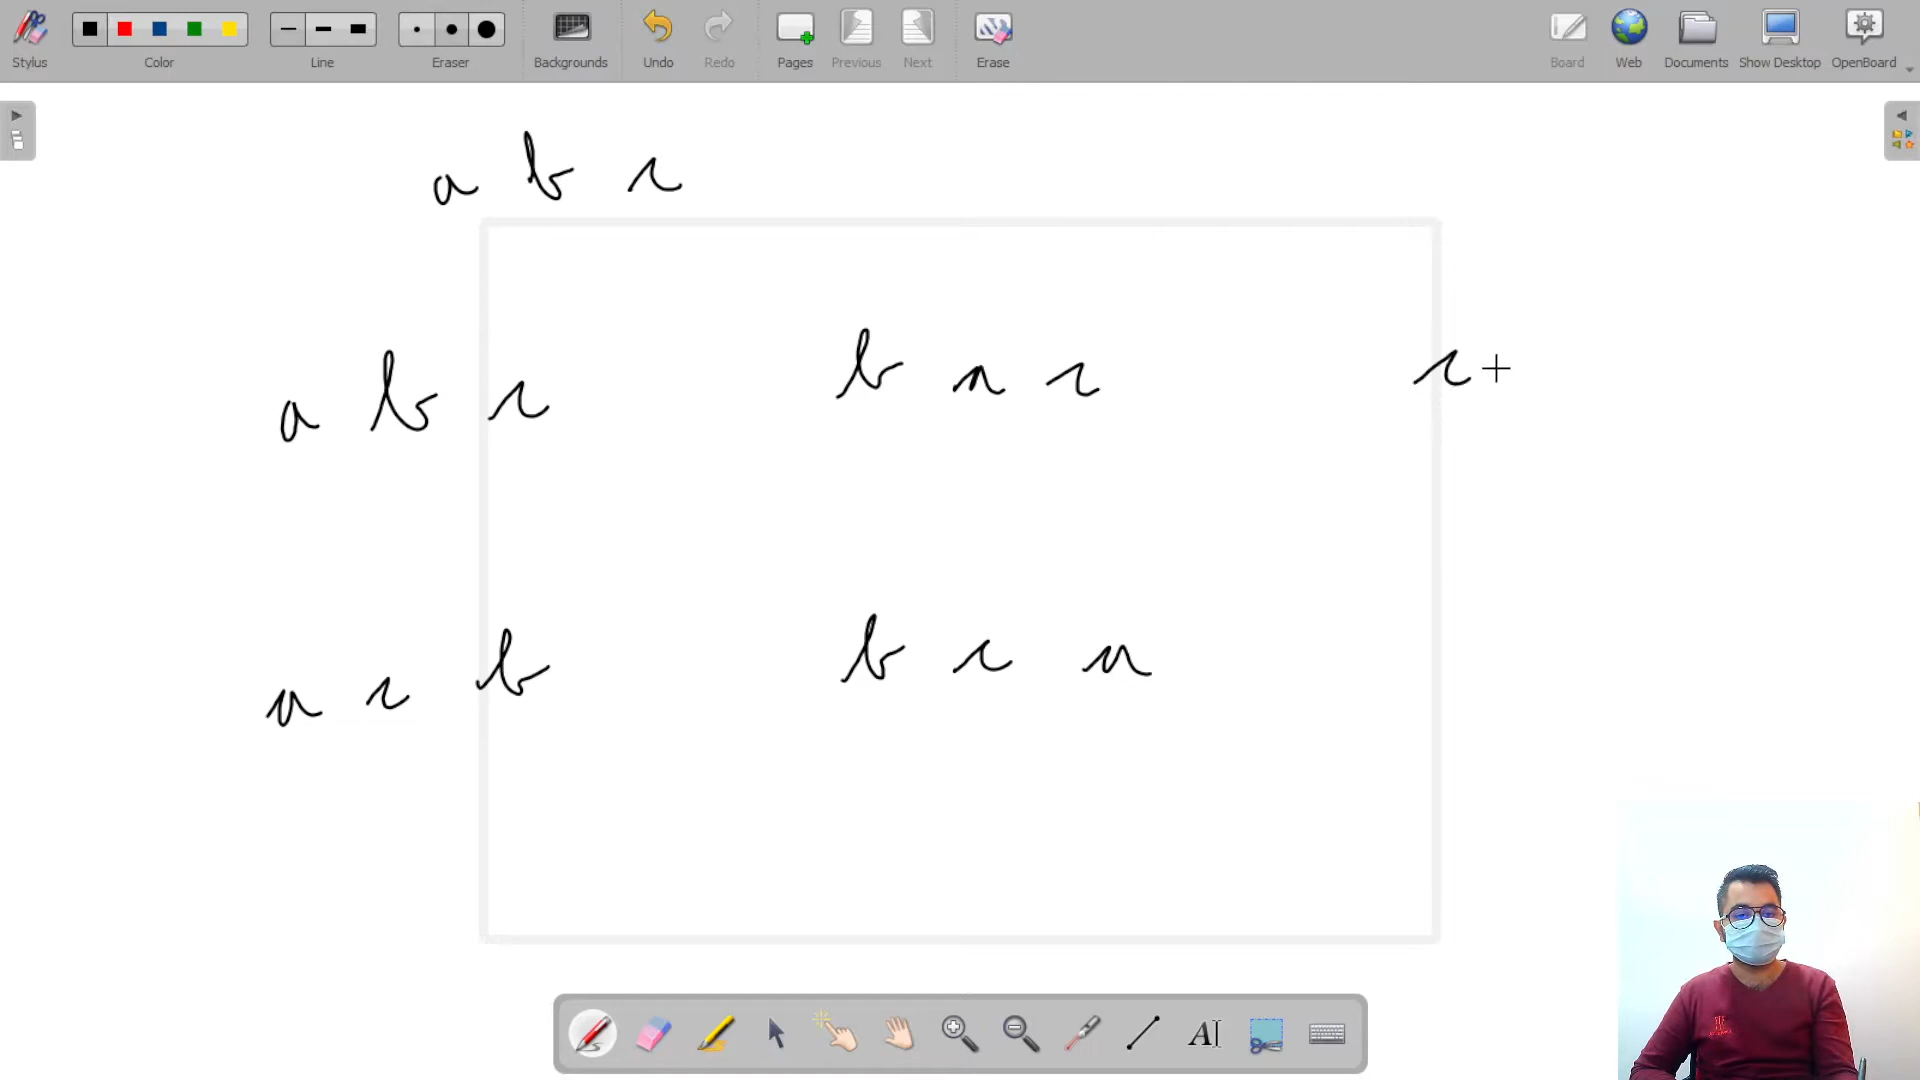 Stylus
Color
Line
Eraser
Backgrounds
Undo
Redo
Pages
Previous
Next
Erase
Board
Web
Documents
Show Desktop
OpenBoard
a b c
a b c
b a c
c
a c b
b c a